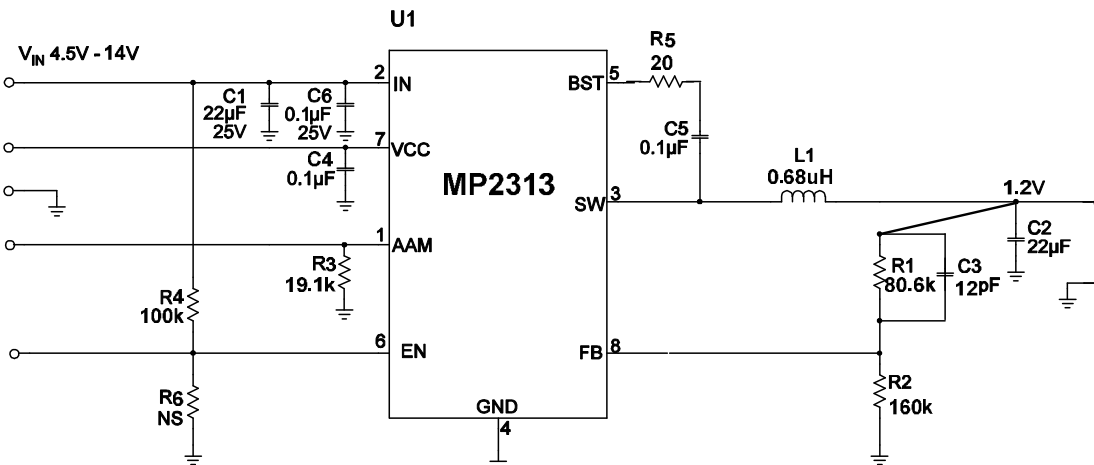 U1
V_IN 4.5V - 14V
2
IN
C1
22µF
25V
C6
0.1µF
25V
7
VCC
C4
0.1µF
1
AAM
R3
19.1k
R4
100k
6
EN
R6
NS
MP2313
GND
4
BST
5
R5
20
C5
0.1µF
SW
3
L1
0.68uH
1.2V
C2
22µF
R1
80.6k
C3
12pF
FB
8
R2
160k